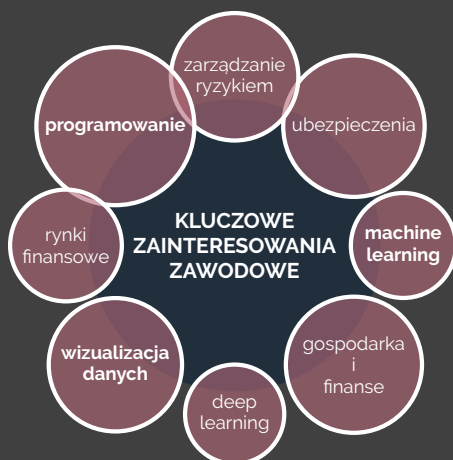 zarządzanie
ryzykiem
programowanie
ubezpieczenia
KLUCZOWE
ZAINTERESOWANIA
ZAWODOWE
rynki
finansowe
machine
learning
wizualizacja
danych
gospodarka
i
finanse
deep
learning